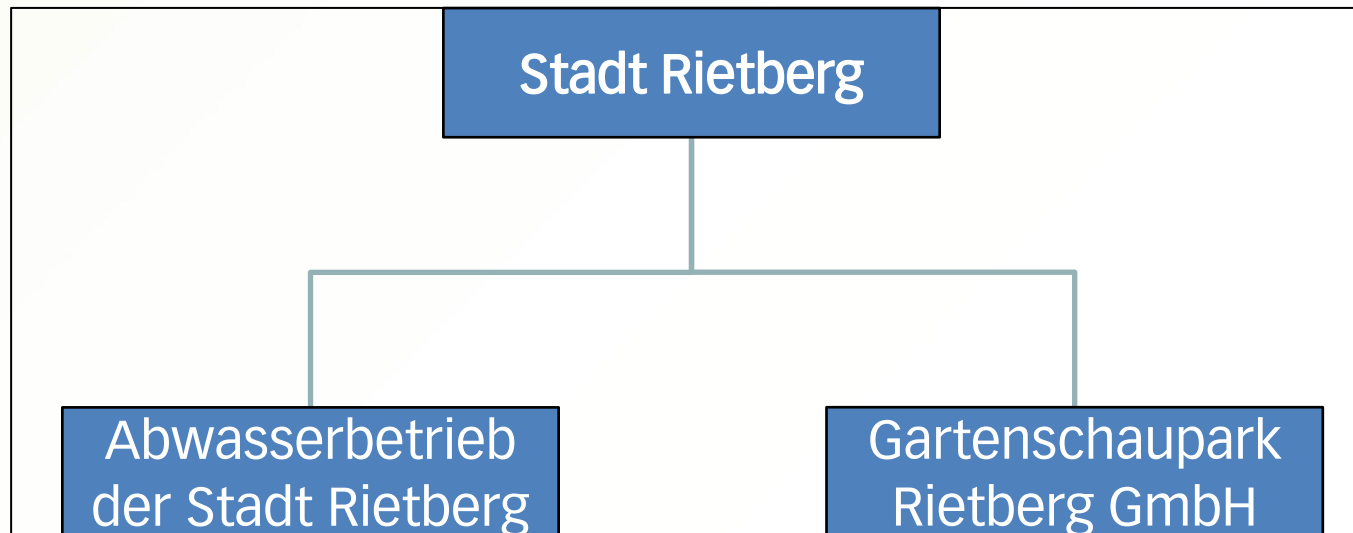 Stadt Rietberg
Abwasserbetrieb
der Stadt Rietberg
Gartenschaupark
Rietberg GmbH